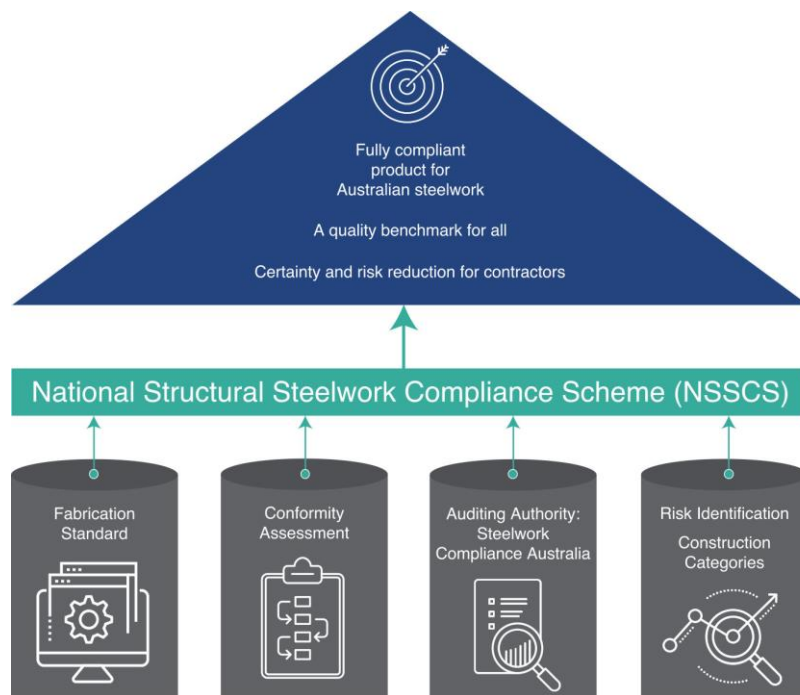 Fully compliant
product for
Australian steelwork
A quality benchmark for all
Certainty and risk reduction for contractors
National Structural Steelwork Compliance Scheme (NSSCS)
Fabrication
Standard
Conformity
Assessment
Auditing Authority:
Steelwork
Compliance Australia
Risk Identification
Construction
Categories